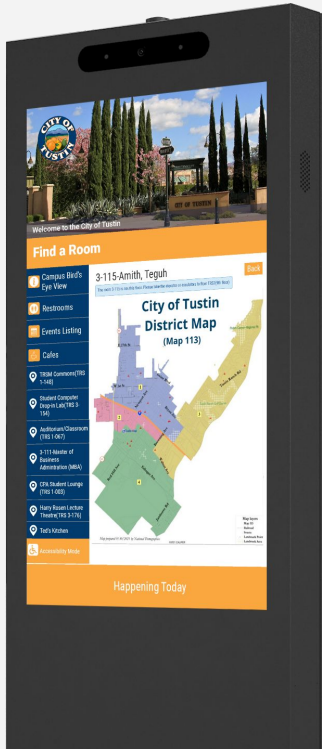 CITY OF
TUSTIN
CITY OF TUSTIN
Welcome to the City of Tustin
Find a Room
Campus Bird's
Eye View
Restrooms
Events Listing
Cafes
TRSM Commons(TRS
1-148)
Student Computer
Drop-in Lab(TRS 3-
Auditorium/Classroom
(TRS 1-067)
3-111-Master of
Business
Adminstration (MBA)
CPA Student Lounge
(TRS 1-003)
Harry Rosen Lecture
Theatre(TRS 3-176)
Ted's Kitchen
Accessibility Mode
3-115-Amith, Teguh
Back
City of Tustin
District Map
(Map 113)
Happening Today